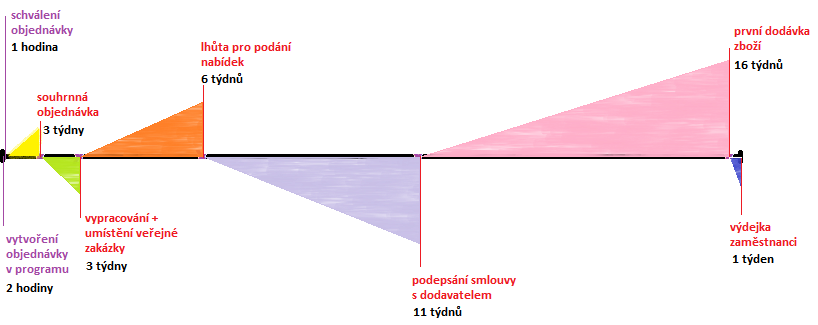 schválení
objednávky
1 hodina
souhrnná
objednávka
3 týdny
lhůta pro podání
nabídek
6 týdnů
první dodávka
zboží
16 týdnů
vytvoření
objednávky
v programu
2 hodiny
vypracování +
umístění veřejné
zakázky
3 týdny
podepsání smlouvy
s dodavatelem
11 týdnů
výdejka
zaměstnanci
1 týden